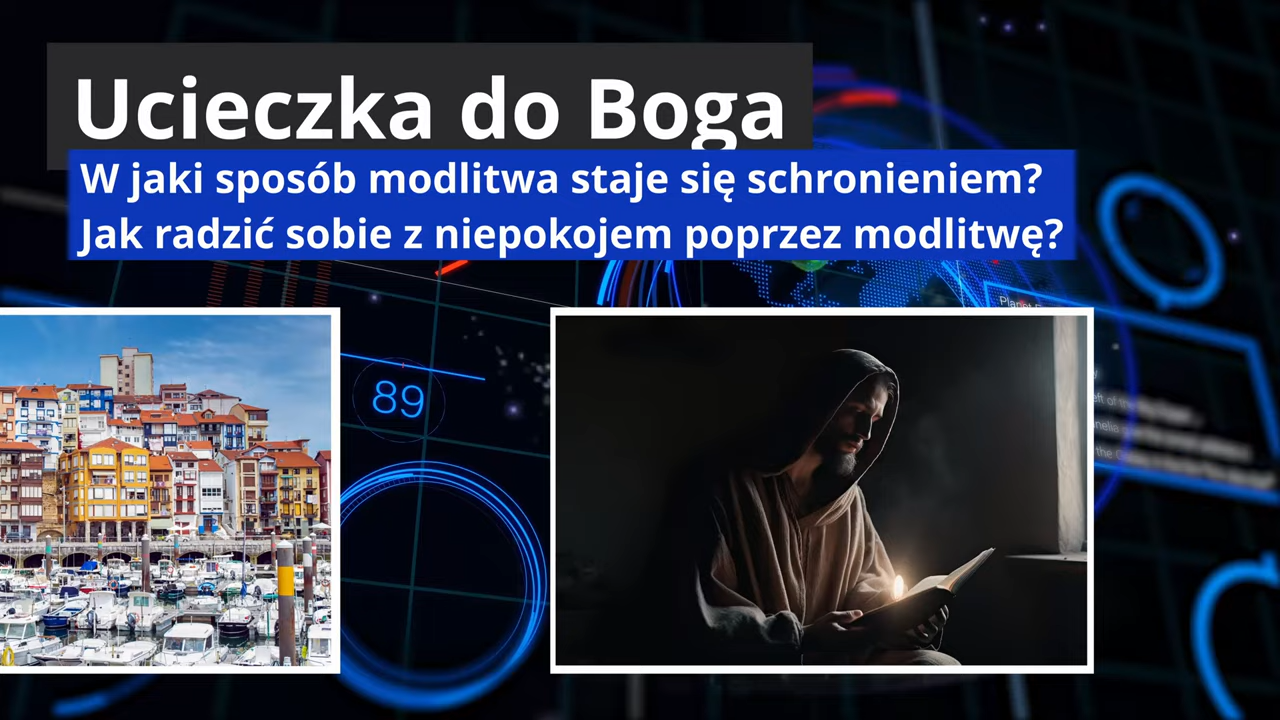 Ucieczka do Boga
W jaki sposób modlitwa staje się schronieniem?
Jak radzić sobie z niepokojem poprzez modlitwę?
89